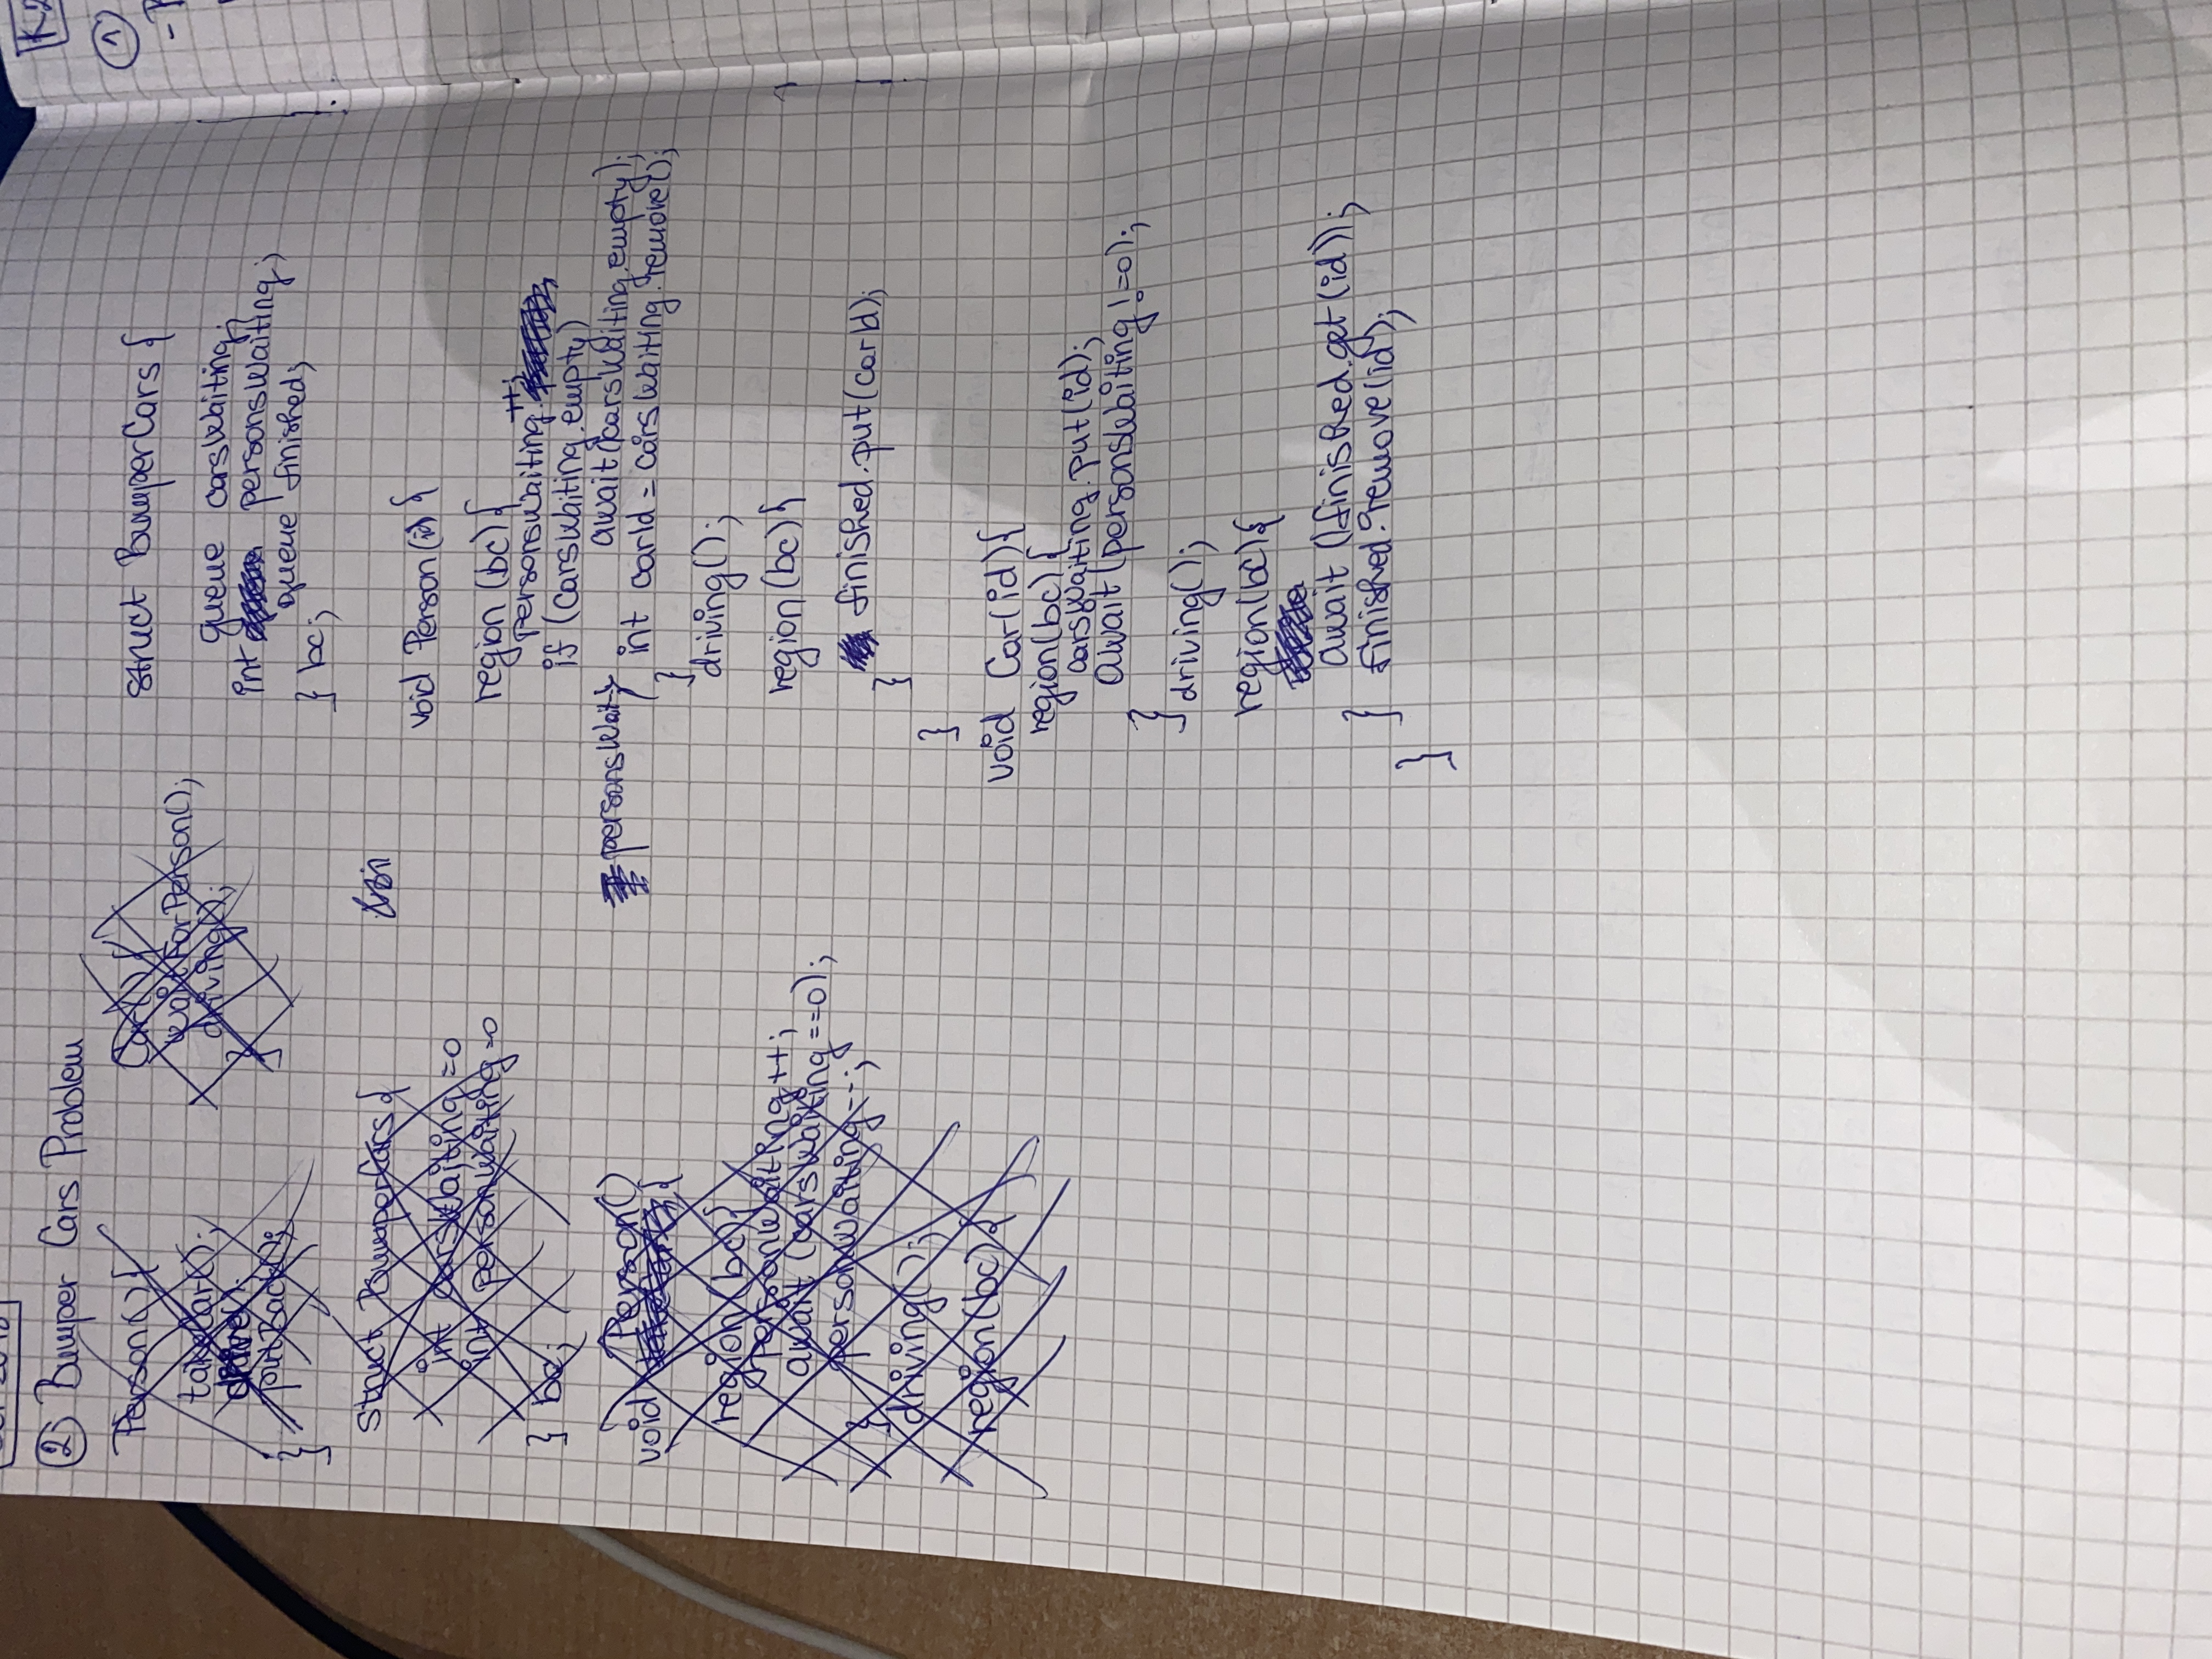 ② Bumper Cars Problem
Person(){
takeCar();
drive();
putBack();
}
Car(){
waitForPerson();
driving();
}
struct BumperCars {
int carsWaiting =0
int personWaiting =0
} bc;
void Person()
{
region (bc){
personWaiting ++;
await (carsWaiting ==0);
personWaiting --;
}
driving();
region(bc){
struct BumperCars {
queue carsWaiting;
int personsWaiting;
queue finished;
} bc;
void Person (id) {
region (bc){
personsWaiting ++;
if (carsWaiting.empty)
await(carsWaiting.empty);
personsWait--;
int carId = carsWaiting.remove();
}
driving();
region (bc){
finished.put(carId);
}
}
void Car(id){
region(bc){
carsWaiting.put(id);
await(personsWaiting!=0);
}
driving();
region(bc){
await (!finished.get(id));
} finished.remove(id);
}
K2
①